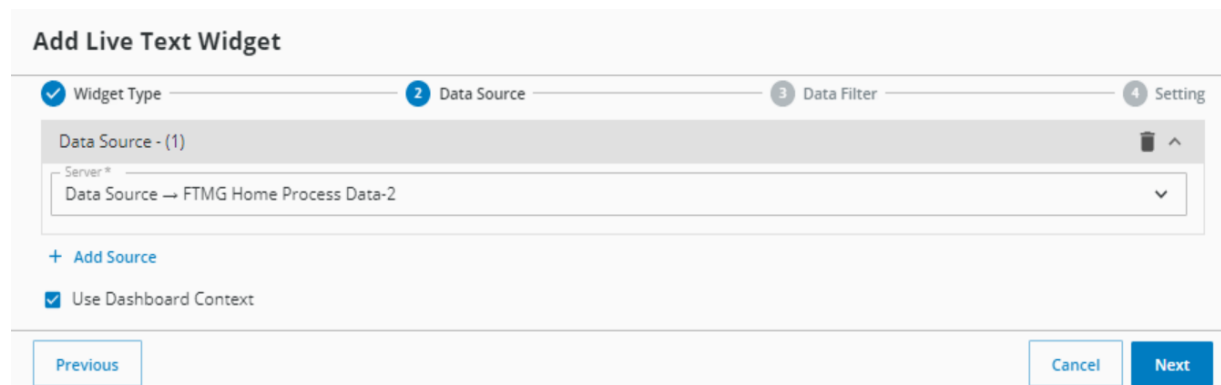 Add Live Text Widget
Widget Type 2 Data Source 3 Data Filter 4 Setting
Data Source - (1)
Server *
Data Source → FTMG Home Process Data-2
+ Add Source
Use Dashboard Context
Previous Cancel Next